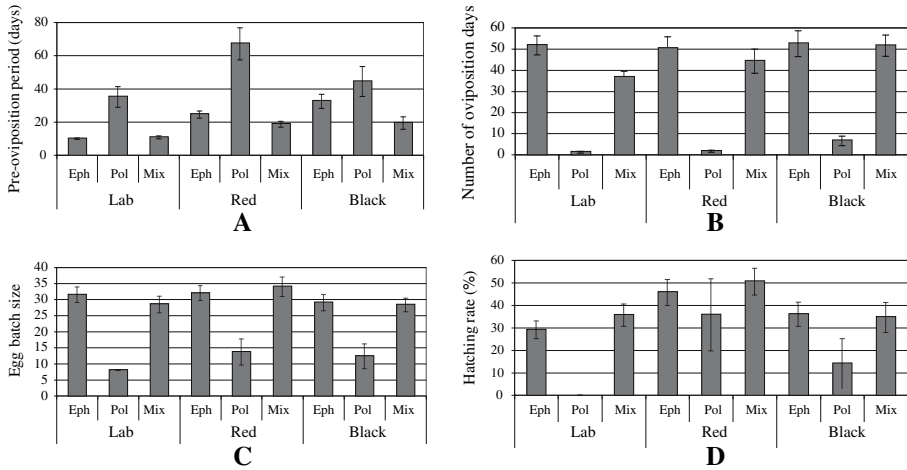 Pre-oviposition period (days)
80
60
40
20
0
Eph Pol Mix Eph Pol Mix Eph Pol Mix
Lab Red Black
A
Number of oviposition days
60
50
40
30
20
10
0
Eph Pol Mix Eph Pol Mix Eph Pol Mix
Lab Red Black
B
Egg batch size
40
35
30
25
20
15
10
5
0
Eph Pol Mix Eph Pol Mix Eph Pol Mix
Lab Red Black
C
Hatching rate (%)
60
50
40
30
20
10
0
Eph Pol Mix Eph Pol Mix Eph Pol Mix
Lab Red Black
D